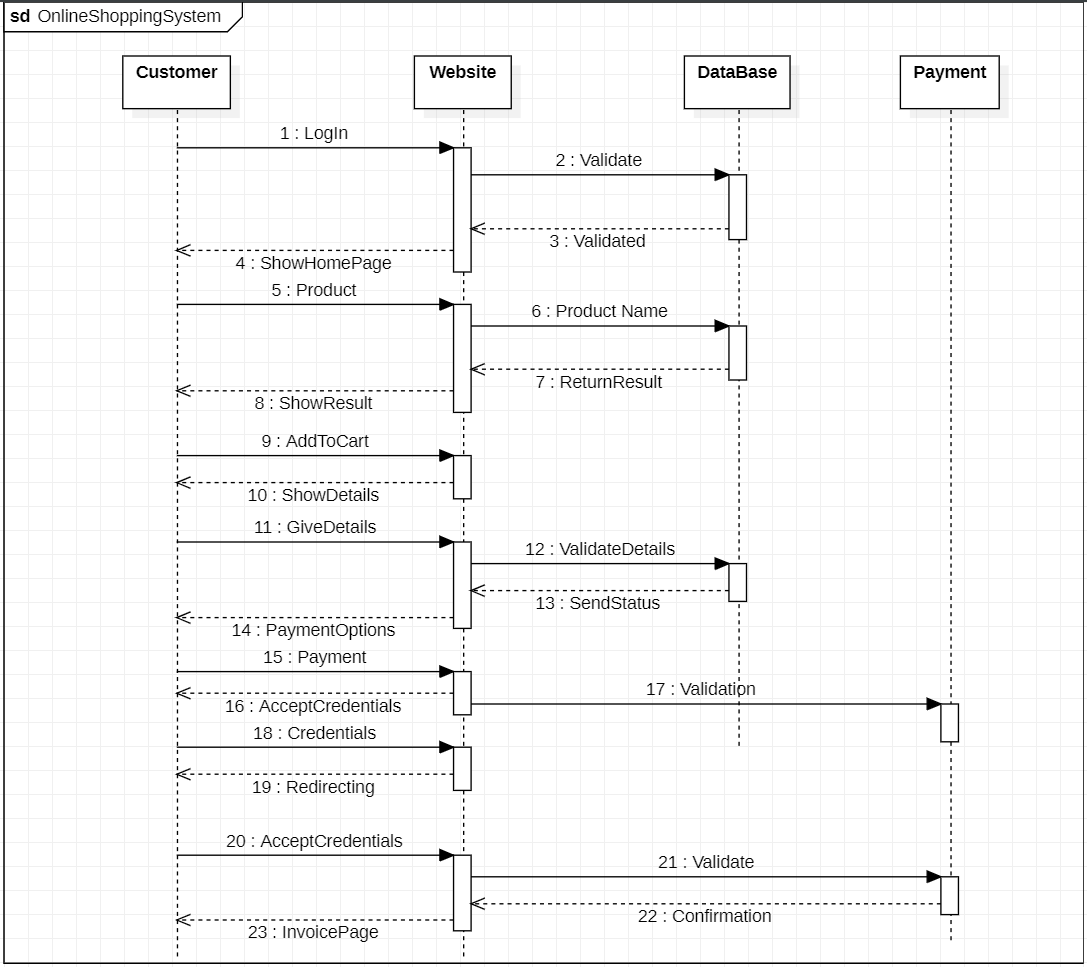 sd OnlineShoppingSystem
Customer
Website
DataBase
Payment
1 : LogIn
2 : Validate
3 : Validated
4 : ShowHomePage
5 : Product
6 : Product Name
7 : ReturnResult
8 : ShowResult
9 : AddToCart
10 : ShowDetails
11 : GiveDetails
12 : ValidateDetails
13 : SendStatus
14 : PaymentOptions
15 : Payment
16 : AcceptCredentials
17 : Validation
18 : Credentials
19 : Redirecting
20 : AcceptCredentials
21 : Validate
22 : Confirmation
23 : InvoicePage